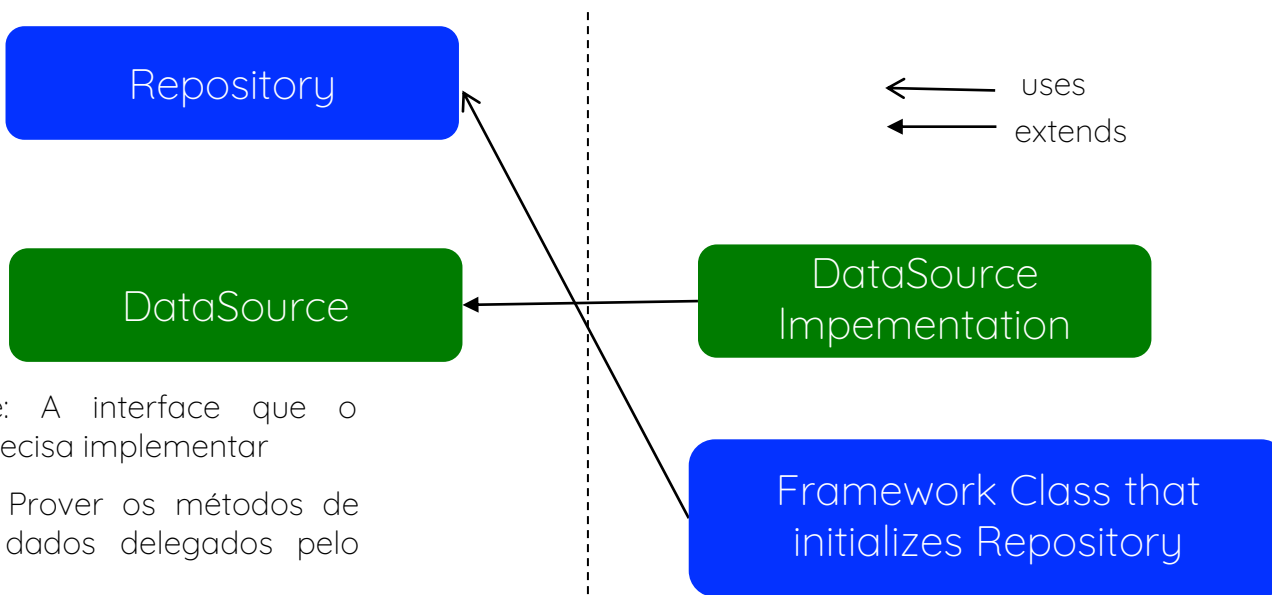 Repository
uses
extends
DataSource
DataSource
Impementation
e: A interface que o
ecisa implementar
Prover os métodos de
dados delegados pelo
Framework Class that
initializes Repository